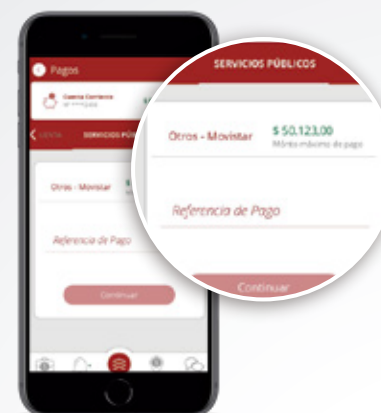 Pagos
Cuenta Corriente
SERVICIOS PÚB
Otros - Movistar
Referencia de Pago
Continuar
SERVICIOS PÚBLICOS
Otros - Movistar
$ 50.123,00
Monto máximo de pago
Referencia de Pago
Continuar